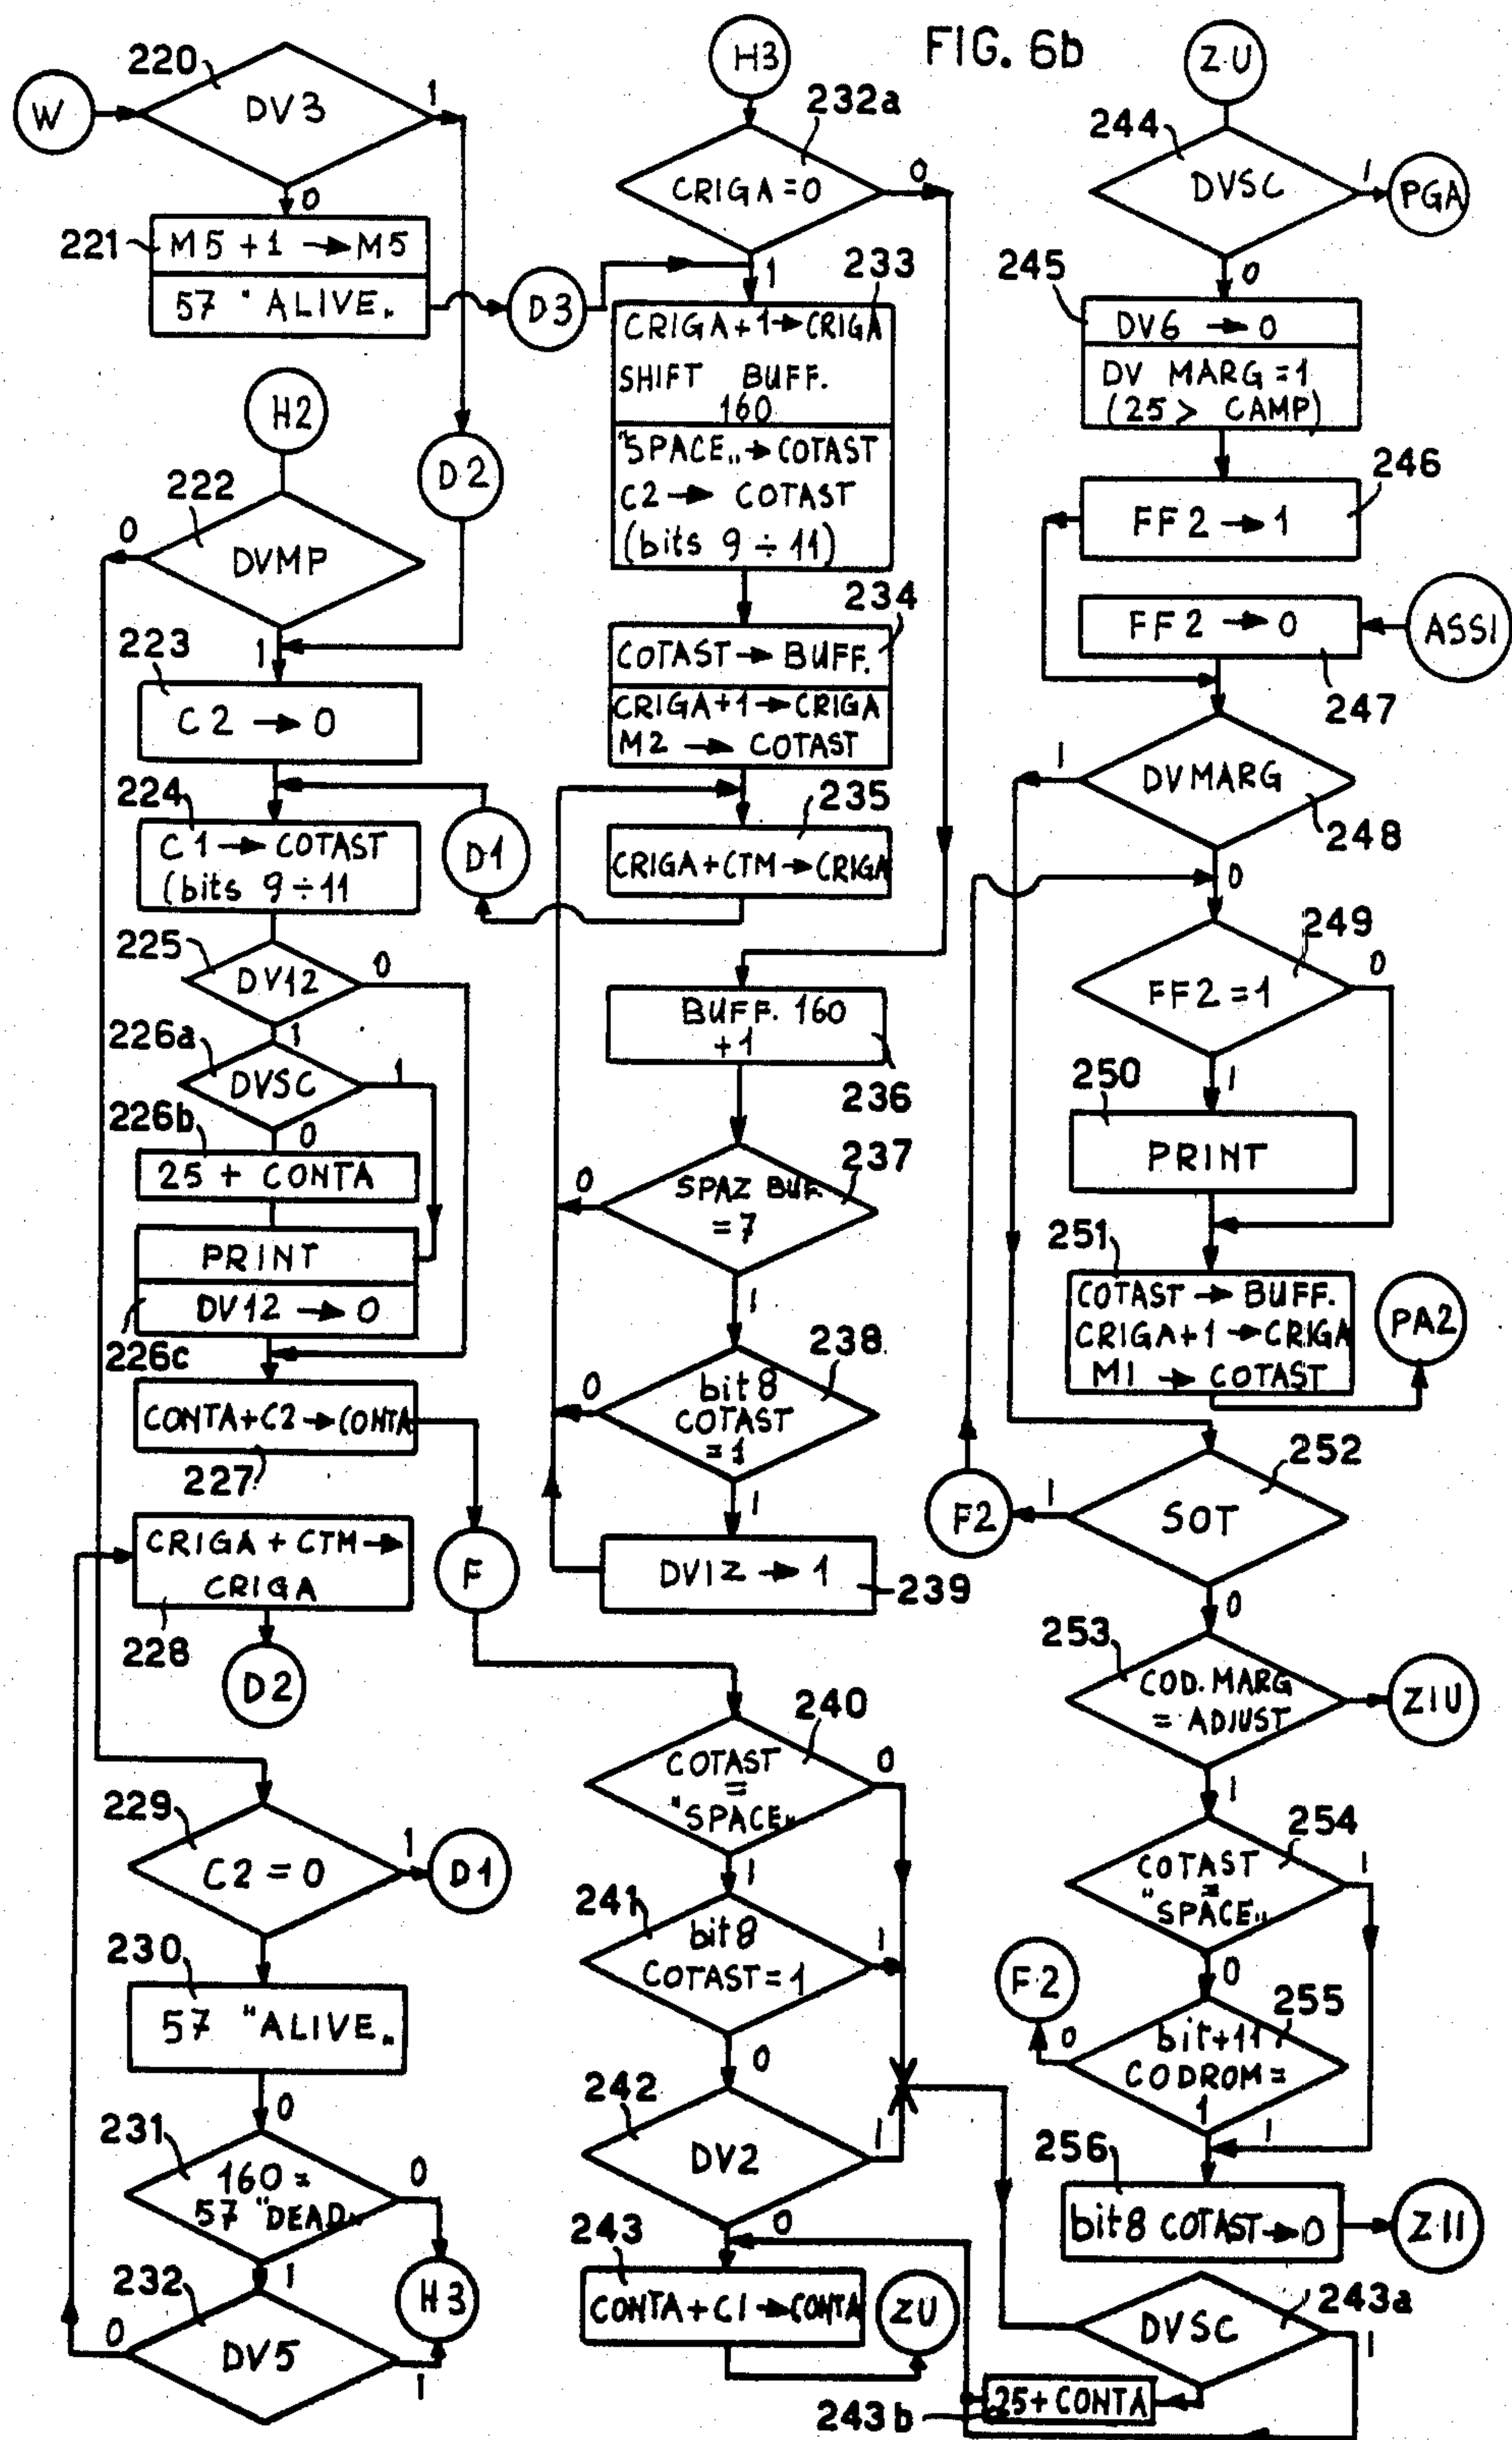 FIG. 6b
W
220
DV3
1
0
221
M5 +1 → M5
57 "ALIVE„
D3
H2
D2
222
0
DVMP
1
223
C2 → 0
224
C1 → COTAST
(bits 9 ÷ 11
D1
225
DV12
0
1
226a
DVSC
1
0
226b
25 + CONTA
PRINT
DV12 → 0
226c
CONTA+C2 → CONTA
227
CRIGA + CTM →
CRIGA
228
D2
F
229
C2 = 0
1
D1
230
57 "ALIVE„
0
231
160 =
57 "DEAD„
0
1
232
DV5
0
1
H3
H3
232a
CRIGA = 0
0
1
233
CRIGA+1→CRIGA
SHIFT BUFF.
160
"SPACE„→COTAST
C2 → COTAST
(bits 9 ÷ 11)
234
COTAST → BUFF.
CRIGA+1→CRIGA
M2 → COTAST
235
CRIGA+CTM→CRIGA
BUFF. 160
+1
236
237
SPAZ BUF.
= 7
0
1
238
bit 8
COTAST
= 1
0
1
DV12 → 1
239
240
COTAST
=
"SPACE„
0
1
241
bit 8
COTAST = 1
1
0
242
DV2
1
0
243
CONTA+C1→CONTA
ZU
ZU
244
DVSC
1
PGA
0
245
DV6 → 0
DV MARG = 1
(25 > CAMP)
246
FF2 → 1
FF2 → 0
ASS1
247
1
DVMARG
248
0
249
FF2 = 1
0
1
250
PRINT
251
COTAST → BUFF.
CRIGA+1→CRIGA
M1 → COTAST
PA2
252
SOT
1
F2
0
253
COD. MARG
= ADJUST
Z1U
1
254
COTAST
=
"SPACE„
1
0
F2
255
bit+11
CODROM =
1
0
1
256
bit8 COTAST→0
Z11
243a
DVSC
1
25+ CONTA
243b